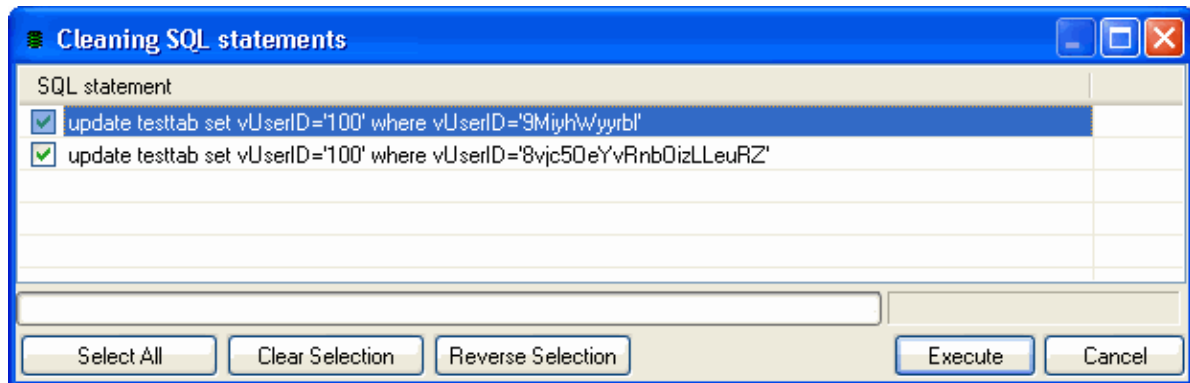 Cleaning SQL statements
SQL statement
update testtab set vUserID='100' where vUserID='9MiyhWyyrbl'
update testtab set vUserID='100' where vUserID='8vjc5OeYvRnbOizLLeuRZ'
Select All Clear Selection Reverse Selection Execute Cancel